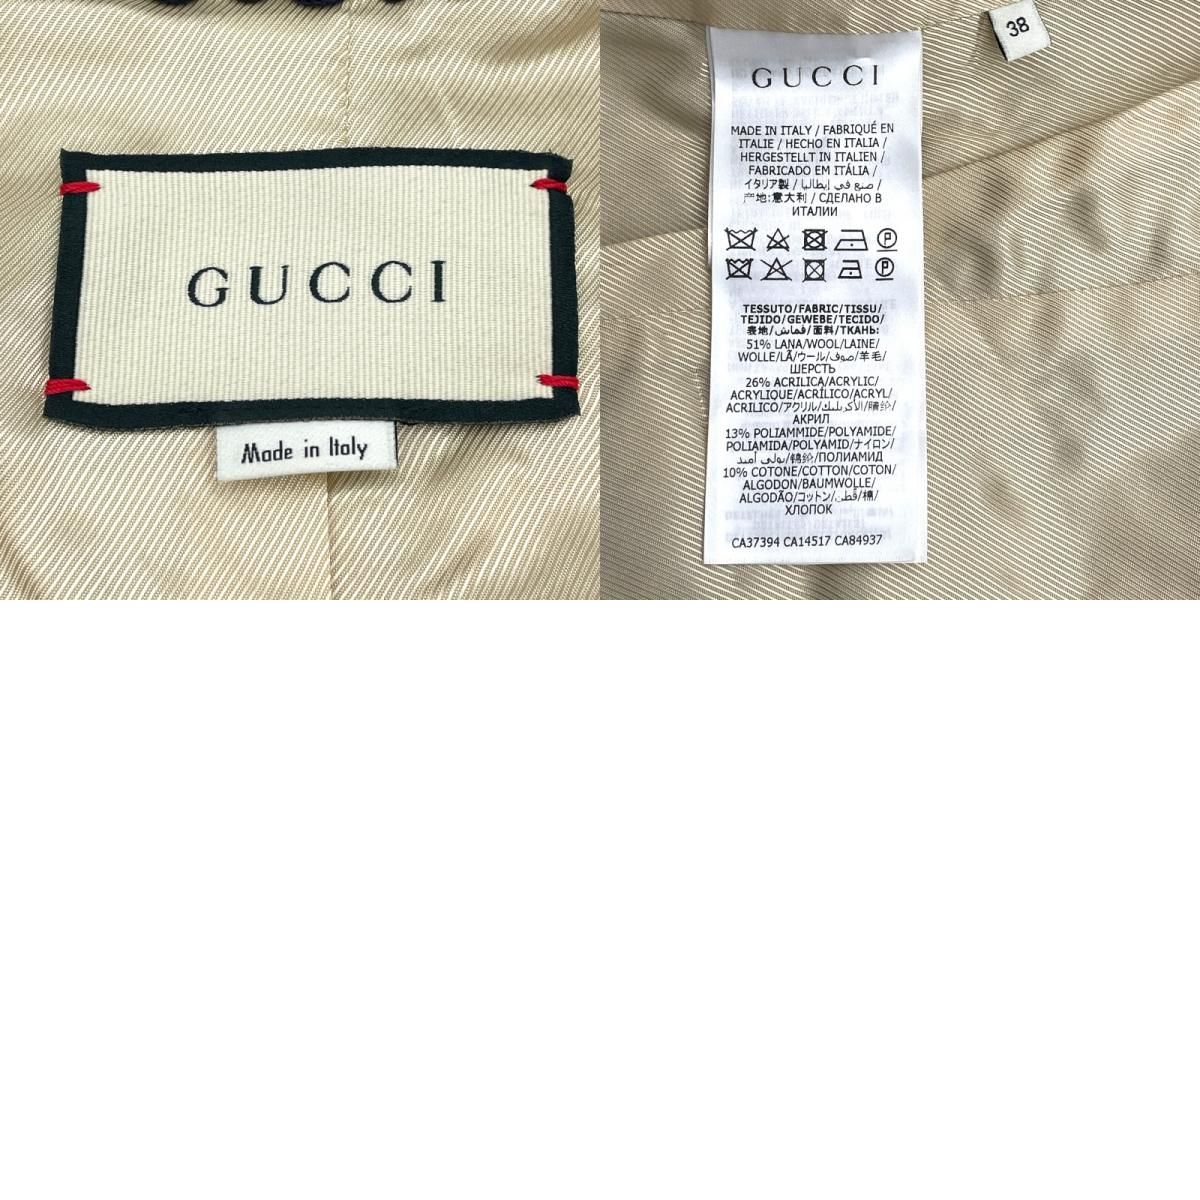 GUCCI
Made in Italy
38
GUCCI
MADE IN ITALY / FABRIQUÉ EN
ITALIE / HECHO EN ITALIA /
HERGESTELLT IN ITALIEN /
FABRICADO EM ITÁLIA /
イタリア製 / صنع في إيطاليا /
产地:意大利 / СДЕЛАНО В
ИТАЛИИ
TESSUTO/FABRIC/TISSU/
TEJIDO/GEWEBE/TECIDO/
表地/قماش/面料/ТКАНЬ:
51% LANA/WOOL/LAINE/
WOLLE/LÃ/ウール/صوف/羊毛/
ШЕРСТЬ
26% ACRILICA/ACRYLIC/
ACRYLIQUE/ACRÍLICO/ACRYL/
ACRILICO/アクリル/الأكريليك/腈纶/
АКРИЛ
13% POLIAMMIDE/POLYAMIDE/
POLIAMIDA/POLYAMID/ナイロン/
بولي أميد/锦纶/ПОЛИАМИД
10% COTONE/COTTON/COTON/
ALGODON/BAUMWOLLE/
ALGODÃO/コットン/قطن/棉/
ХЛОПОК
CA37394 CA14517 CA84937